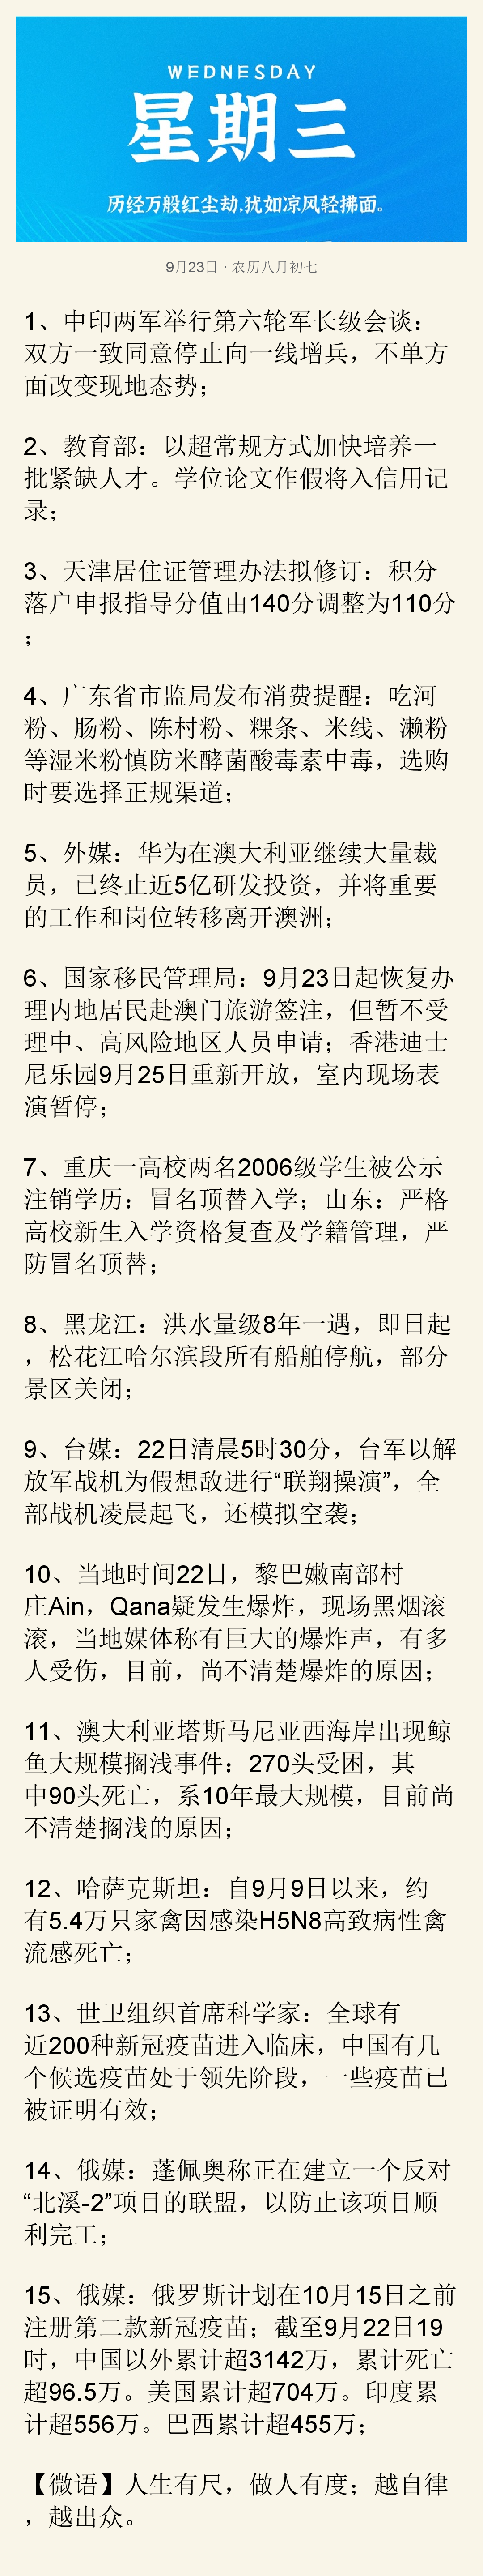 WEDNESDAY
星期三
历经万般红尘劫,犹如凉风轻拂面。
9月23日 · 农历八月初七
1、中印两军举行第六轮军长级会谈：
双方一致同意停止向一线增兵，不单方
面改变现地态势；
2、教育部：以超常规方式加快培养一
批紧缺人才。学位论文作假将入信用记
录；
3、天津居住证管理办法拟修订：积分
落户申报指导分值由140分调整为110分
；
4、广东省市监局发布消费提醒：吃河
粉、肠粉、陈村粉、粿条、米线、濑粉
等湿米粉慎防米酵菌酸毒素中毒，选购
时要选择正规渠道；
5、外媒：华为在澳大利亚继续大量裁
员，已终止近5亿研发投资，并将重要
的工作和岗位转移离开澳洲；
6、国家移民管理局：9月23日起恢复办
理内地居民赴澳门旅游签注，但暂不受
理中、高风险地区人员申请；香港迪士
尼乐园9月25日重新开放，室内现场表
演暂停；
7、重庆一高校两名2006级学生被公示
注销学历：冒名顶替入学；山东：严格
高校新生入学资格复查及学籍管理，严
防冒名顶替；
8、黑龙江：洪水量级8年一遇，即日起
，松花江哈尔滨段所有船舶停航，部分
景区关闭；
9、台媒：22日清晨5时30分，台军以解
放军战机为假想敌进行“联翔操演”，全
部战机凌晨起飞，还模拟空袭；
10、当地时间22日，黎巴嫩南部村
庄Ain，Qana疑发生爆炸，现场黑烟滚
滚，当地媒体称有巨大的爆炸声，有多
人受伤，目前，尚不清楚爆炸的原因；
11、澳大利亚塔斯马尼亚西海岸出现鲸
鱼大规模搁浅事件：270头受困，其
中90头死亡，系10年最大规模，目前尚
不清楚搁浅的原因；
12、哈萨克斯坦：自9月9日以来，约
有5.4万只家禽因感染H5N8高致病性禽
流感死亡；
13、世卫组织首席科学家：全球有
近200种新冠疫苗进入临床，中国有几
个候选疫苗处于领先阶段，一些疫苗已
被证明有效；
14、俄媒：蓬佩奥称正在建立一个反对
“北溪-2”项目的联盟，以防止该项目顺
利完工；
15、俄媒：俄罗斯计划在10月15日之前
注册第二款新冠疫苗；截至9月22日19
时，中国以外累计超3142万，累计死亡
超96.5万。美国累计超704万。印度累
计超556万。巴西累计超455万；
【微语】人生有尺，做人有度；越自律
，越出众。